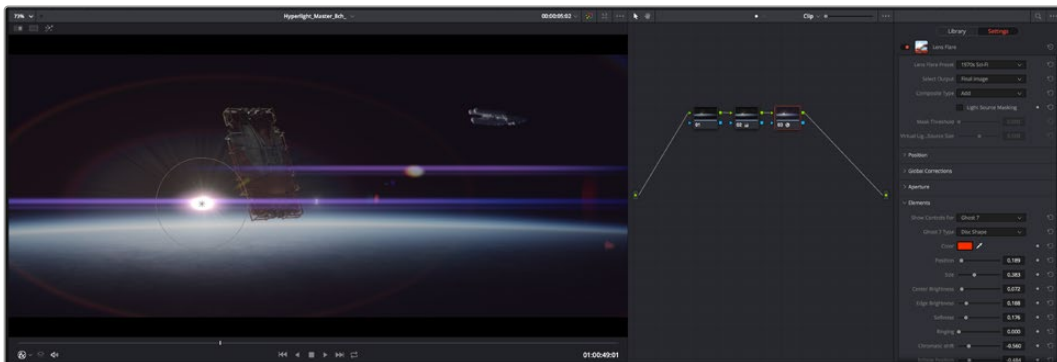 73%
Hyperlight_Master_8ch_
00:00:05:02
Clip
Library
Settings
Lens Flare
Lens Flare Preset 1970s Sci-Fi
Select Output Final Image
Composite Type Add
Light Source Masking
Mask Threshold
Position
Global Corrections
Aperture
Elements
Show Controls For Ghost 7
Ghost 7 Type Disc Shape
Color
Position 0.189
Size 0.383
Center Brightness 0.072
Edge Brightness 0.188
Softness 0.176
Ringing 0.000
Chromatic Shift -0.560
01:00:49:01